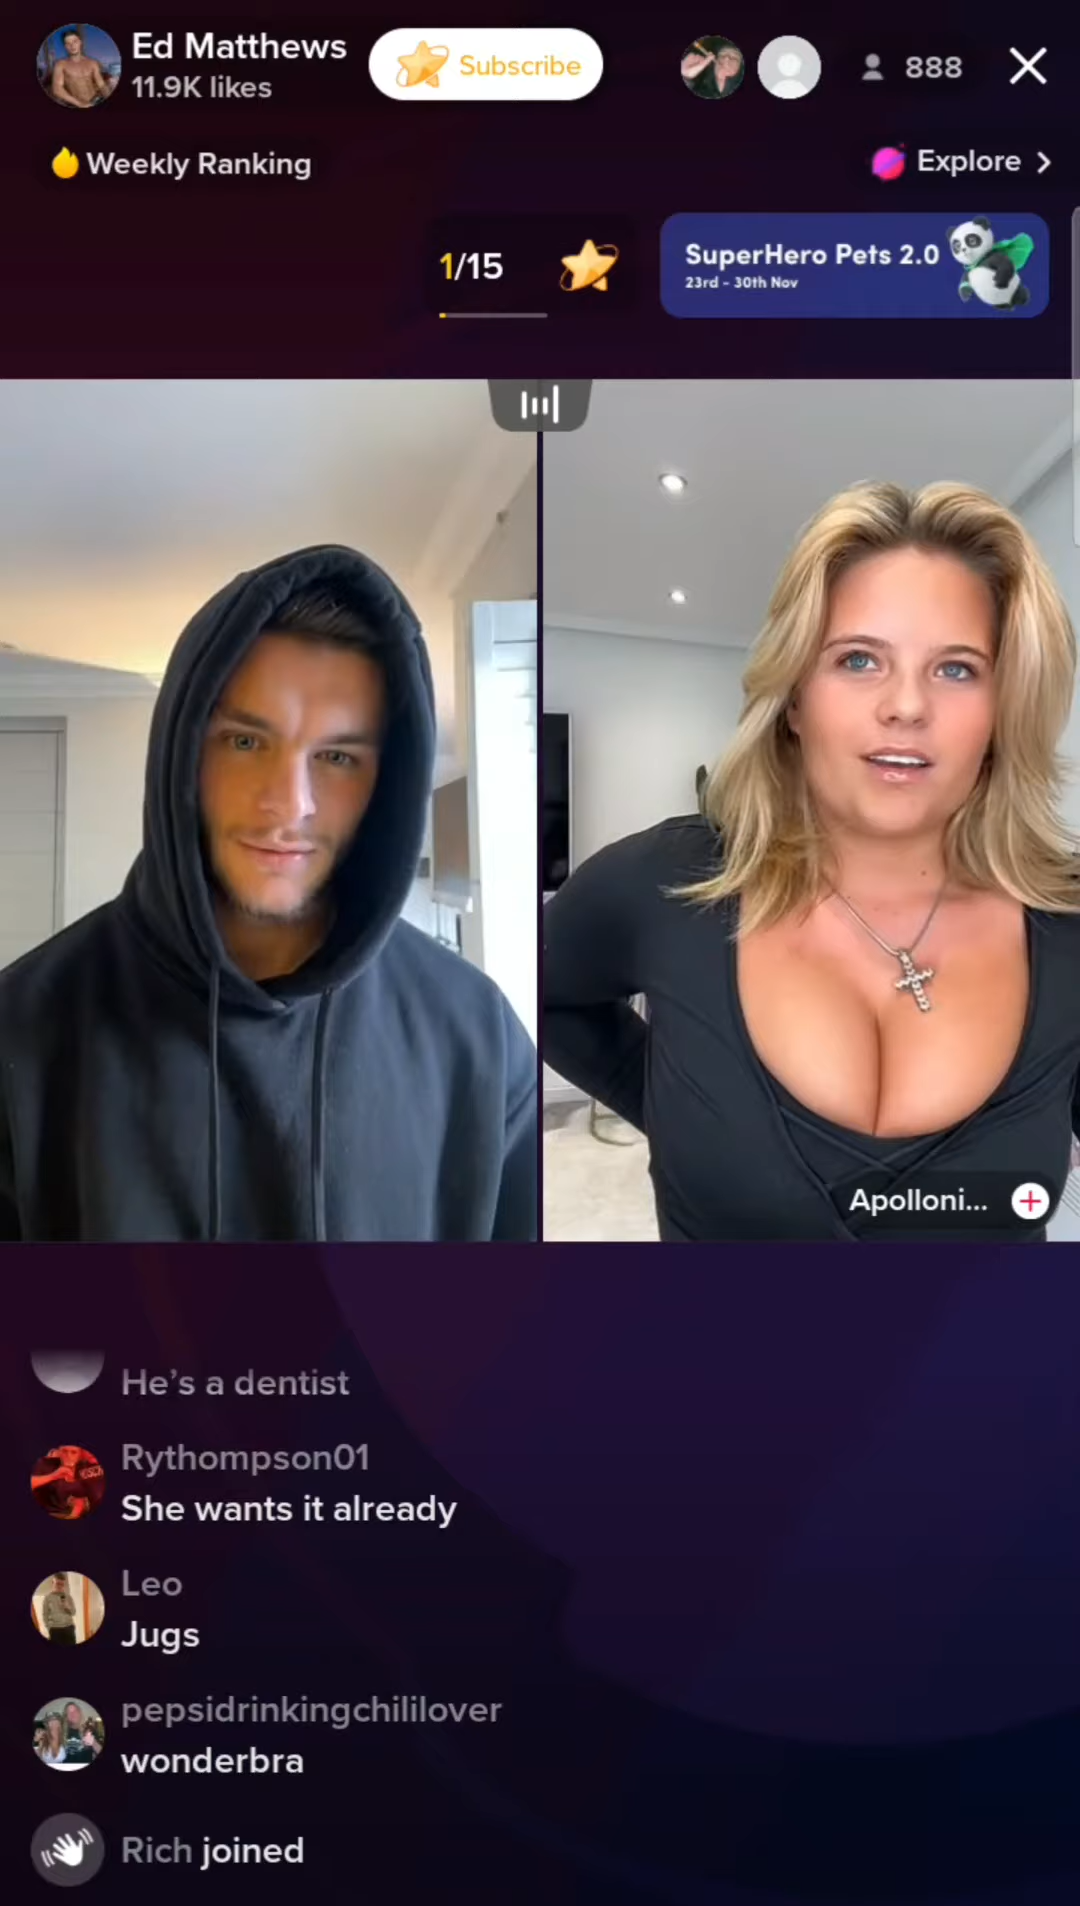 Ed Matthews
11.9K likes
Subscribe
888
Weekly Ranking
Explore
1/15
SuperHero Pets 2.0
23rd - 30th Nov
Apolloni...
He's a dentist
Rythompson01
She wants it already
Leo
Jugs
pepsidrinkingchililover
wonderbra
Rich joined